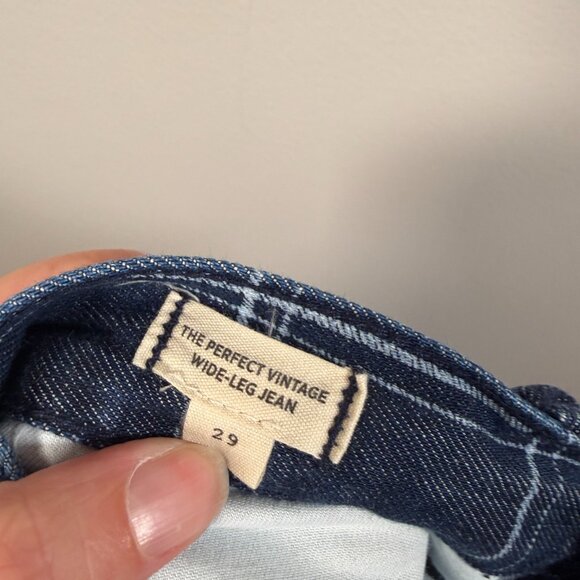 THE PERFECT VINTAGE
WIDE-LEG JEAN
29